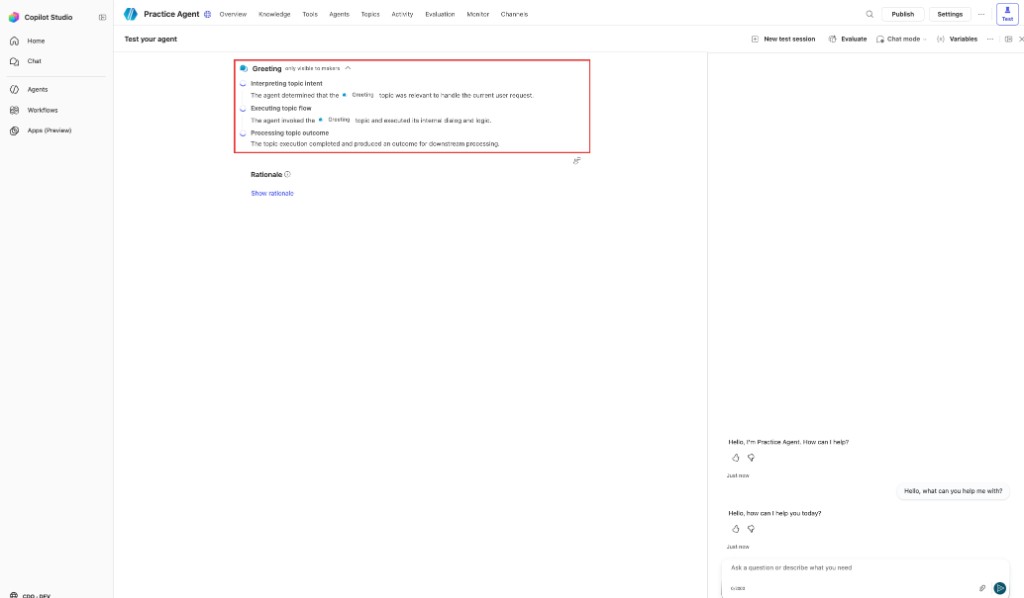 Copilot Studio
Home
Chat
Agents
Workflows
Apps (Preview)
CDD - DEV
Practice Agent Overview Knowledge Tools Agents Topics Activity Evaluation Monitor Channels Publish Settings ... Test
Test your agent New test session Evaluate Chat mode {x} Variables ...
Greeting only visible to makers
Interpreting topic intent
The agent determined that the Greeting topic was relevant to handle the current user request.
Executing topic flow
The agent invoked the Greeting topic and executed its internal dialog and logic.
Processing topic outcome
The topic execution completed and produced an outcome for downstream processing.
Rationale
Show rationale
Hello, I'm Practice Agent. How can I help?
Just now
Hello, what can you help me with?
Hello, how can I help you today?
Just now
Ask a question or describe what you need